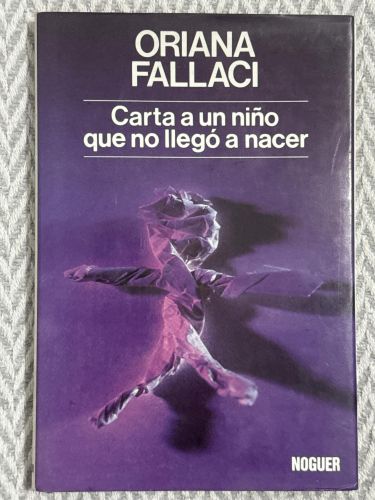 ORIANA
FALLACI
Carta a un niño
que no llegó a nacer
NOGUER